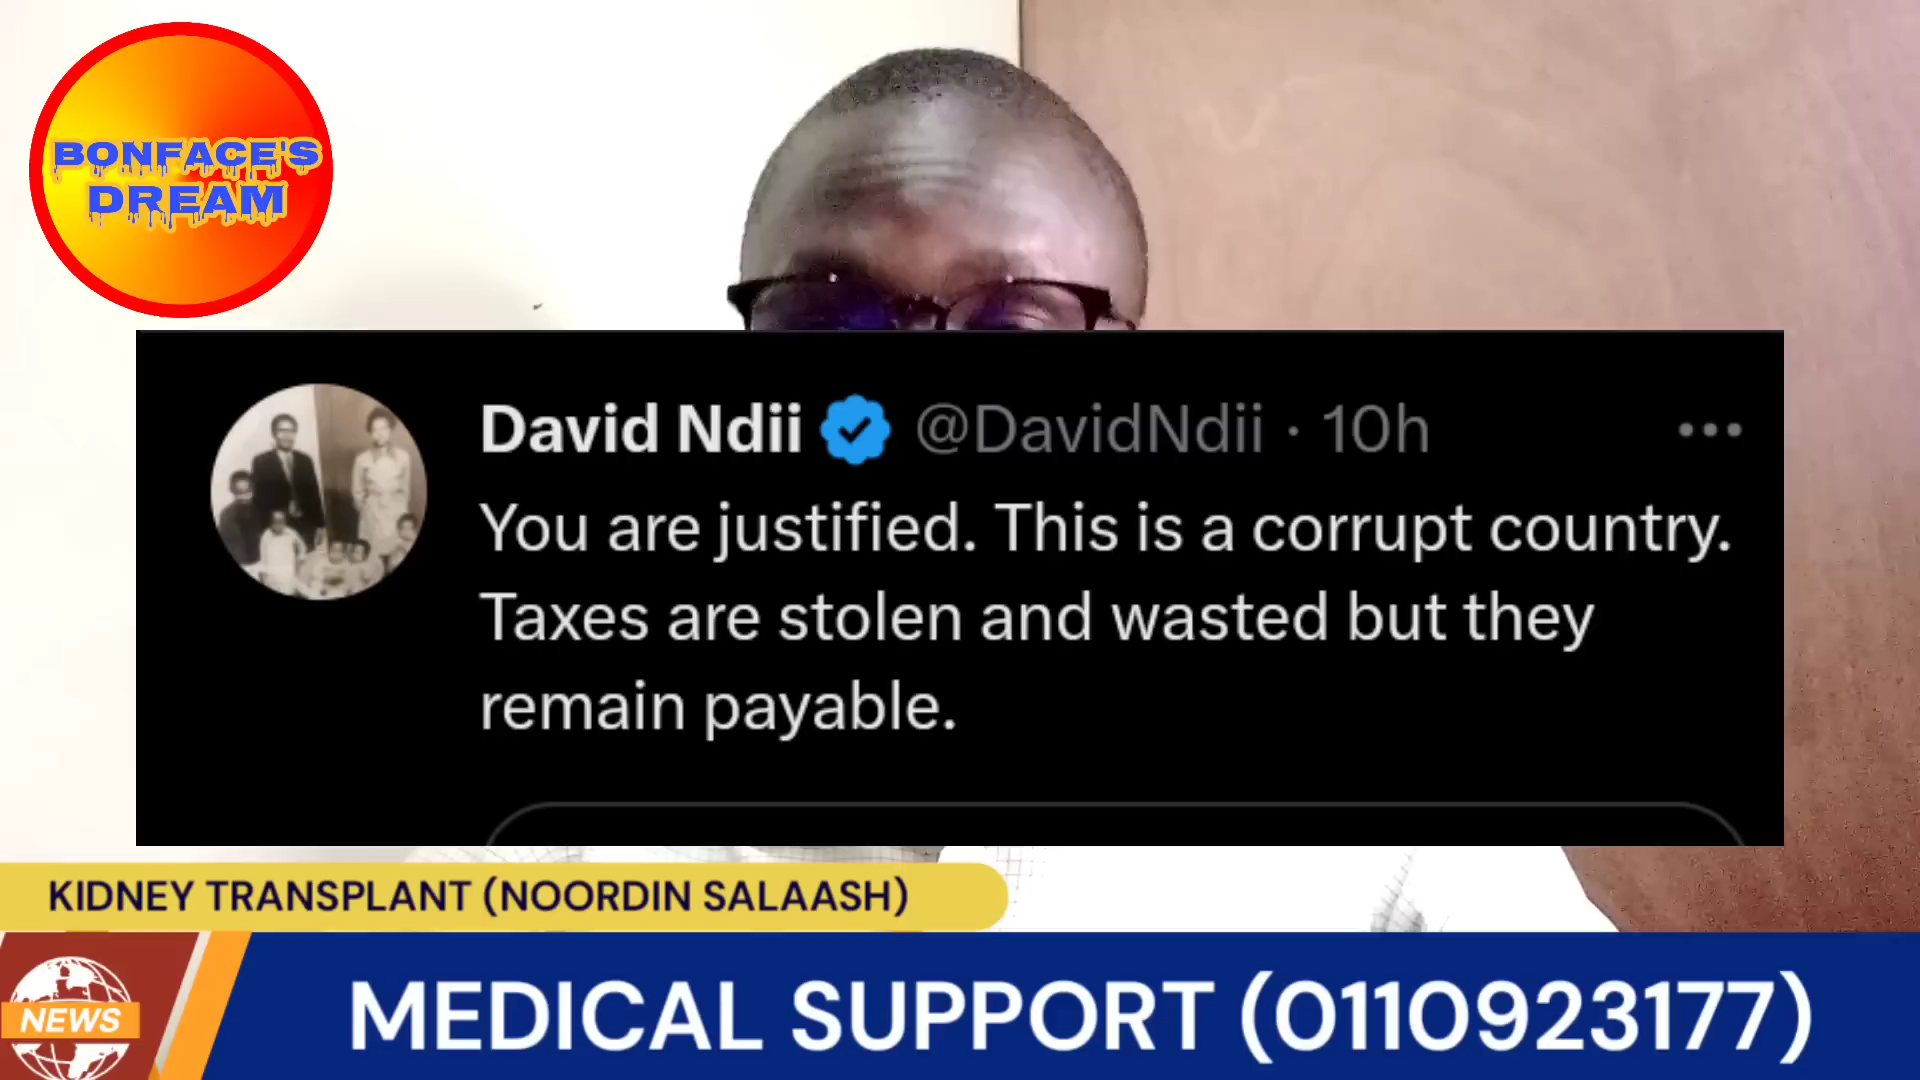 BONFACE'S
DREAM
David Ndii @DavidNdii · 10h
You are justified. This is a corrupt country.
Taxes are stolen and wasted but they
remain payable.
KIDNEY TRANSPLANT (NOORDIN SALAASH)
NEWS
MEDICAL SUPPORT (0110923177)